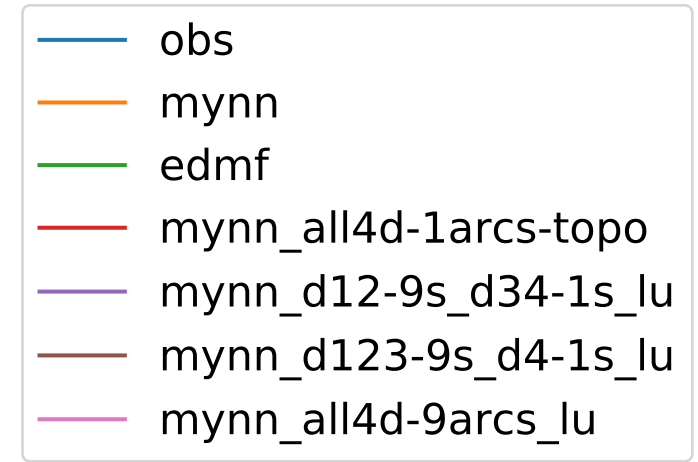 obs
mynn
edmf
mynn_all4d-1arcs-topo
mynn_d12-9s_d34-1s_lu
mynn_d123-9s_d4-1s_lu
mynn_all4d-9arcs_lu